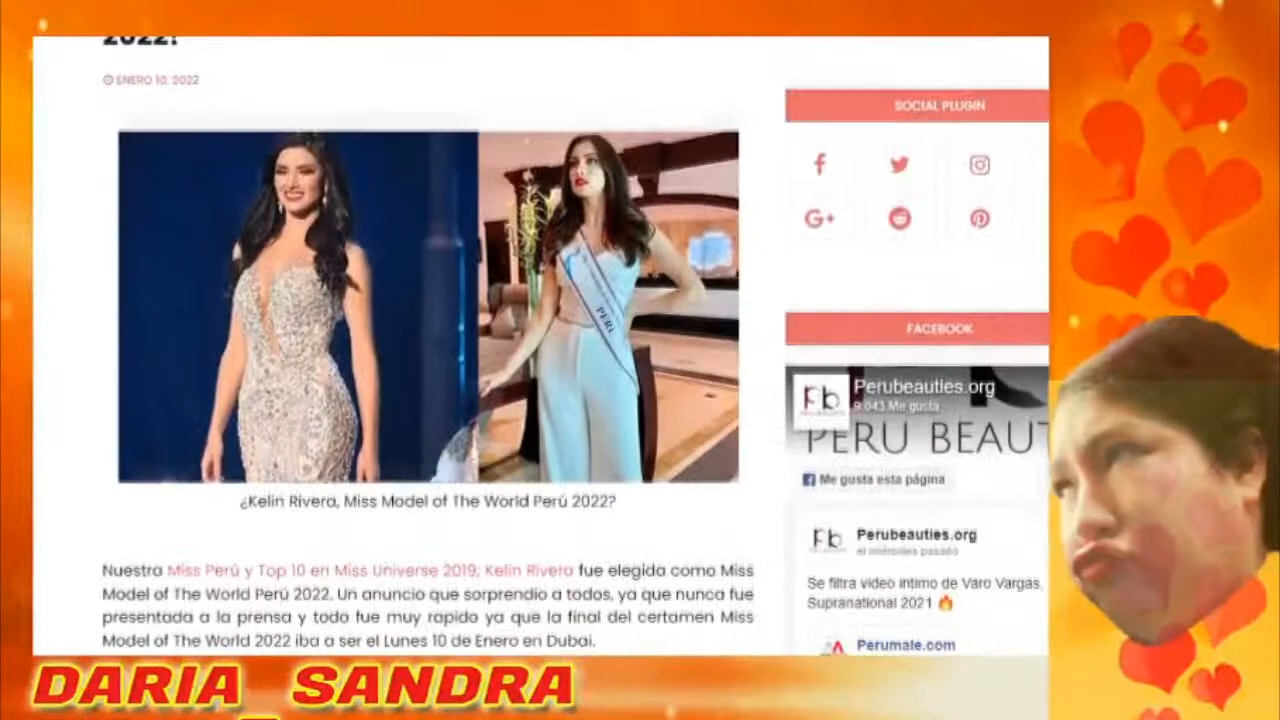 2022?
ENERO 10, 2022
¿Kelin Rivera, Miss Model of The World Perú 2022?
Nuestra Miss Perú y Top 10 en Miss Universe 2019; Kelin Rivera fue elegida como Miss
Model of The World Perú 2022. Un anuncio que sorprendio a todos, ya que nunca fue
presentada a la prensa y todo fue muy rapido ya que la final del certamen Miss
Model of The World 2022 iba a ser el Lunes 10 de Enero en Dubai.
PERÚ
SOCIAL PLUGIN
G+
FACEBOOK
Perubeauties.org
9.043 Me gusta
PERU BEAUT
Me gusta esta página
Perubeauties.org
el miércoles pasado
Se filtra video intimo de Varo Vargas,
Supranational 2021 🔥
Perumale.com
DARIA SANDRA